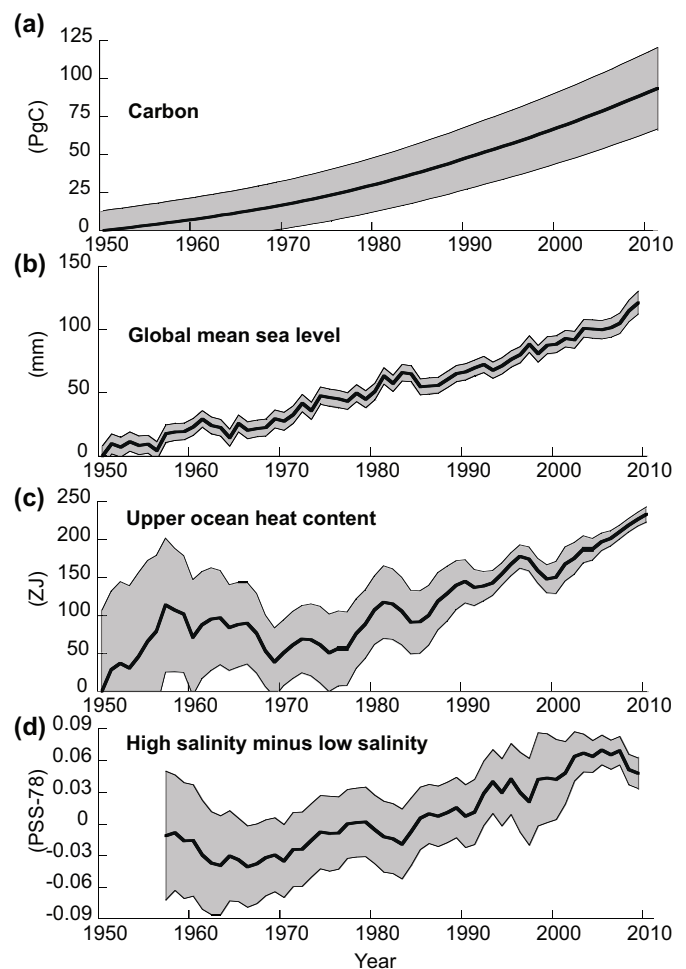 (a)
125
100
75
50
25
0
(PgC)
Carbon
1950 1960 1970 1980 1990 2000 2010
(b)
150
100
50
0
(mm)
Global mean sea level
1950 1960 1970 1980 1990 2000 2010
(c)
250
200
150
100
50
0
(ZJ)
Upper ocean heat content
1950 1960 1970 1980 1990 2000 2010
(d)
0.09
0.06
0.03
0
-0.03
-0.06
-0.09
(PSS-78)
High salinity minus low salinity
1950 1960 1970 1980 1990 2000 2010
Year